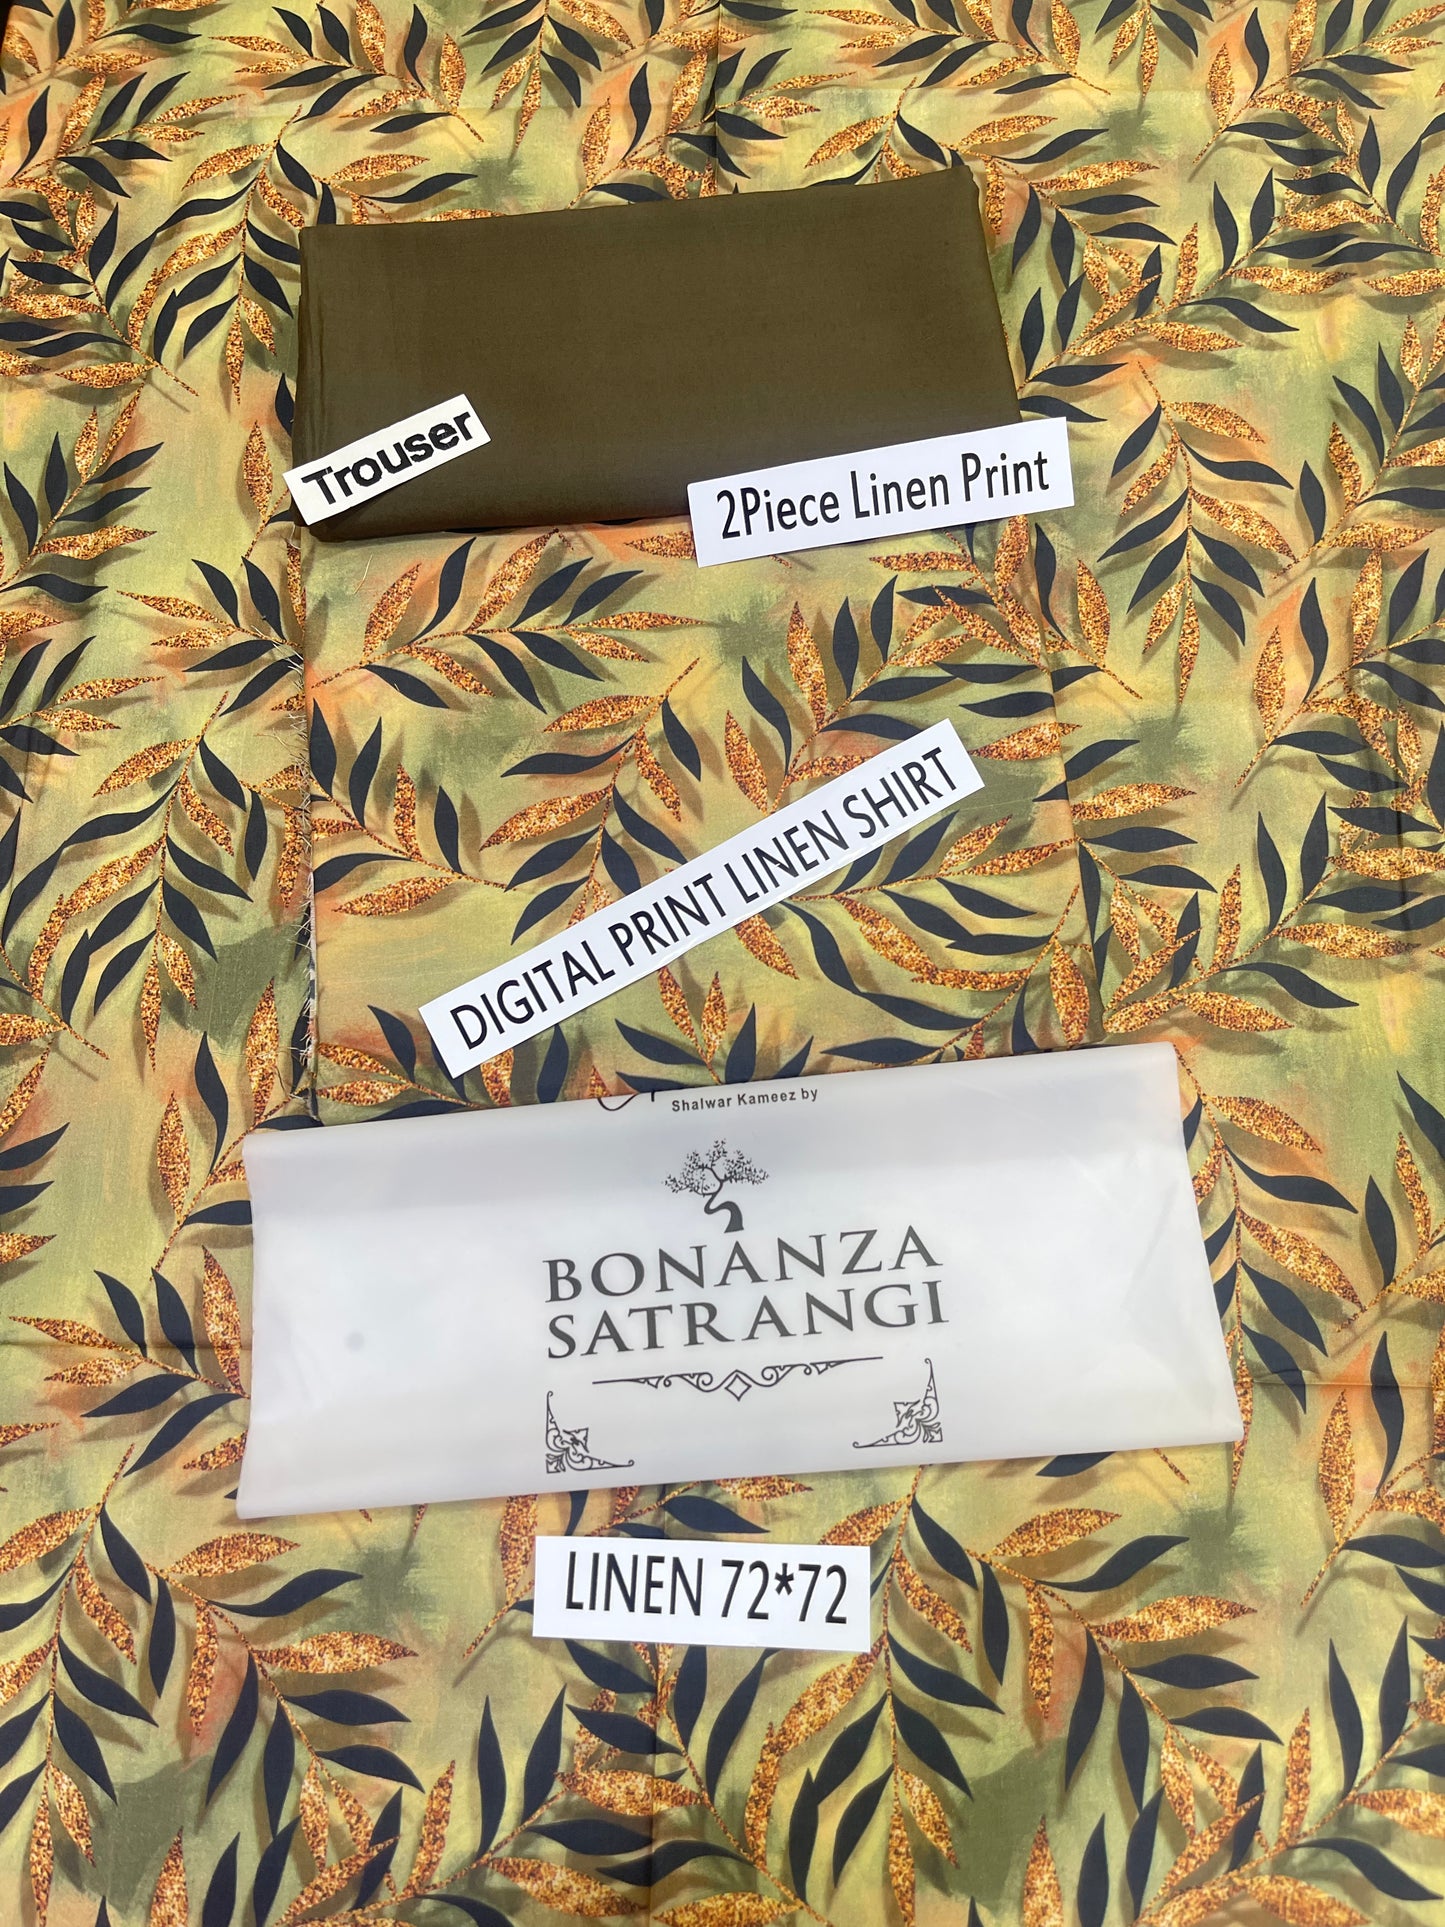 Trouser
2Piece Linen Print
DIGITAL PRINT LINEN SHIRT
Shalwar Kameez by
BONANZA
SATRANGI
LINEN 72*72